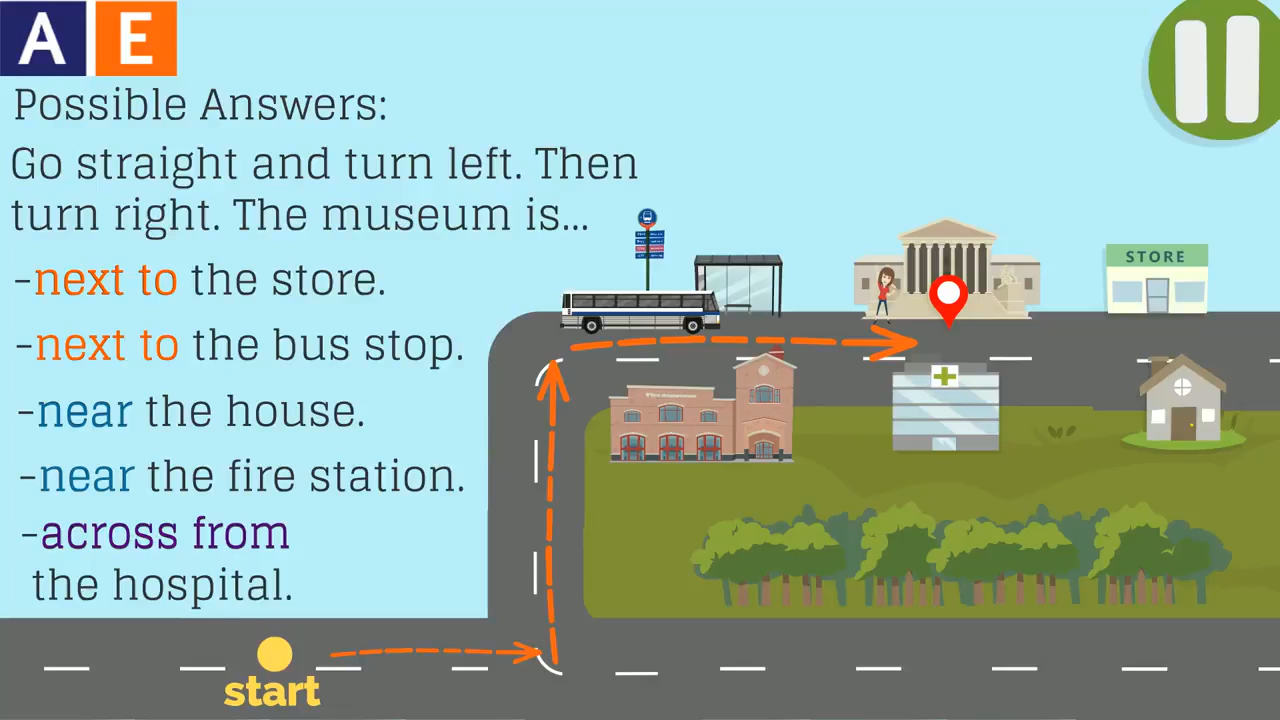 A E
Possible Answers:
Go straight and turn left. Then
turn right. The museum is...
-next to the store.
-next to the bus stop.
-near the house.
-near the fire station.
-across from
the hospital.
STORE
start